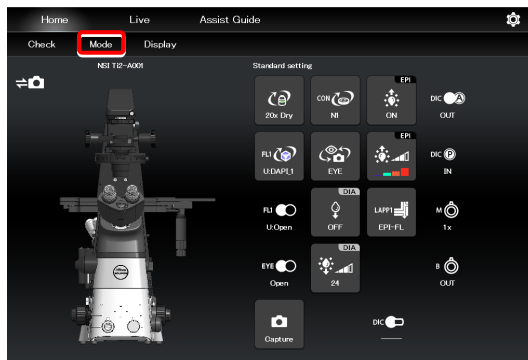 Home Live Assist Guide
Check Mode Display
NSI Ti2-A001 Standard setting
20x Dry
CON
N1
EPI
ON
DIC A
OUT
FL1
U:DAPI_1
EYE
EPI
DIC P
IN
FL1
U:Open
DIA
OFF
LAPP1
EPI-FL
M
1x
EYE
Open
DIA
24
B
OUT
Capture
DIC